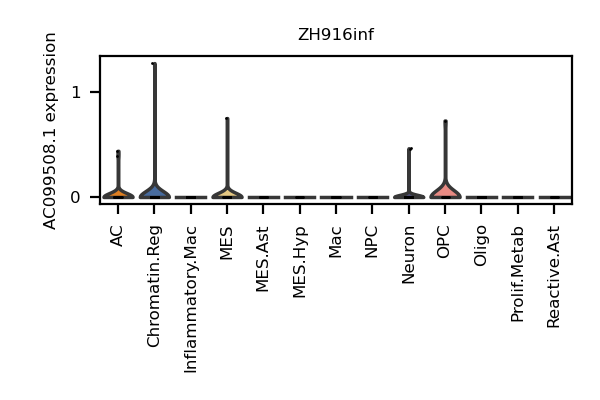 ZH916inf
AC099508.1 expression
1
0
AC
Chromatin.Reg
Inflammatory.Mac
MES
MES.Ast
MES.Hyp
Mac
NPC
Neuron
OPC
Oligo
Prolif.Metab
Reactive.Ast